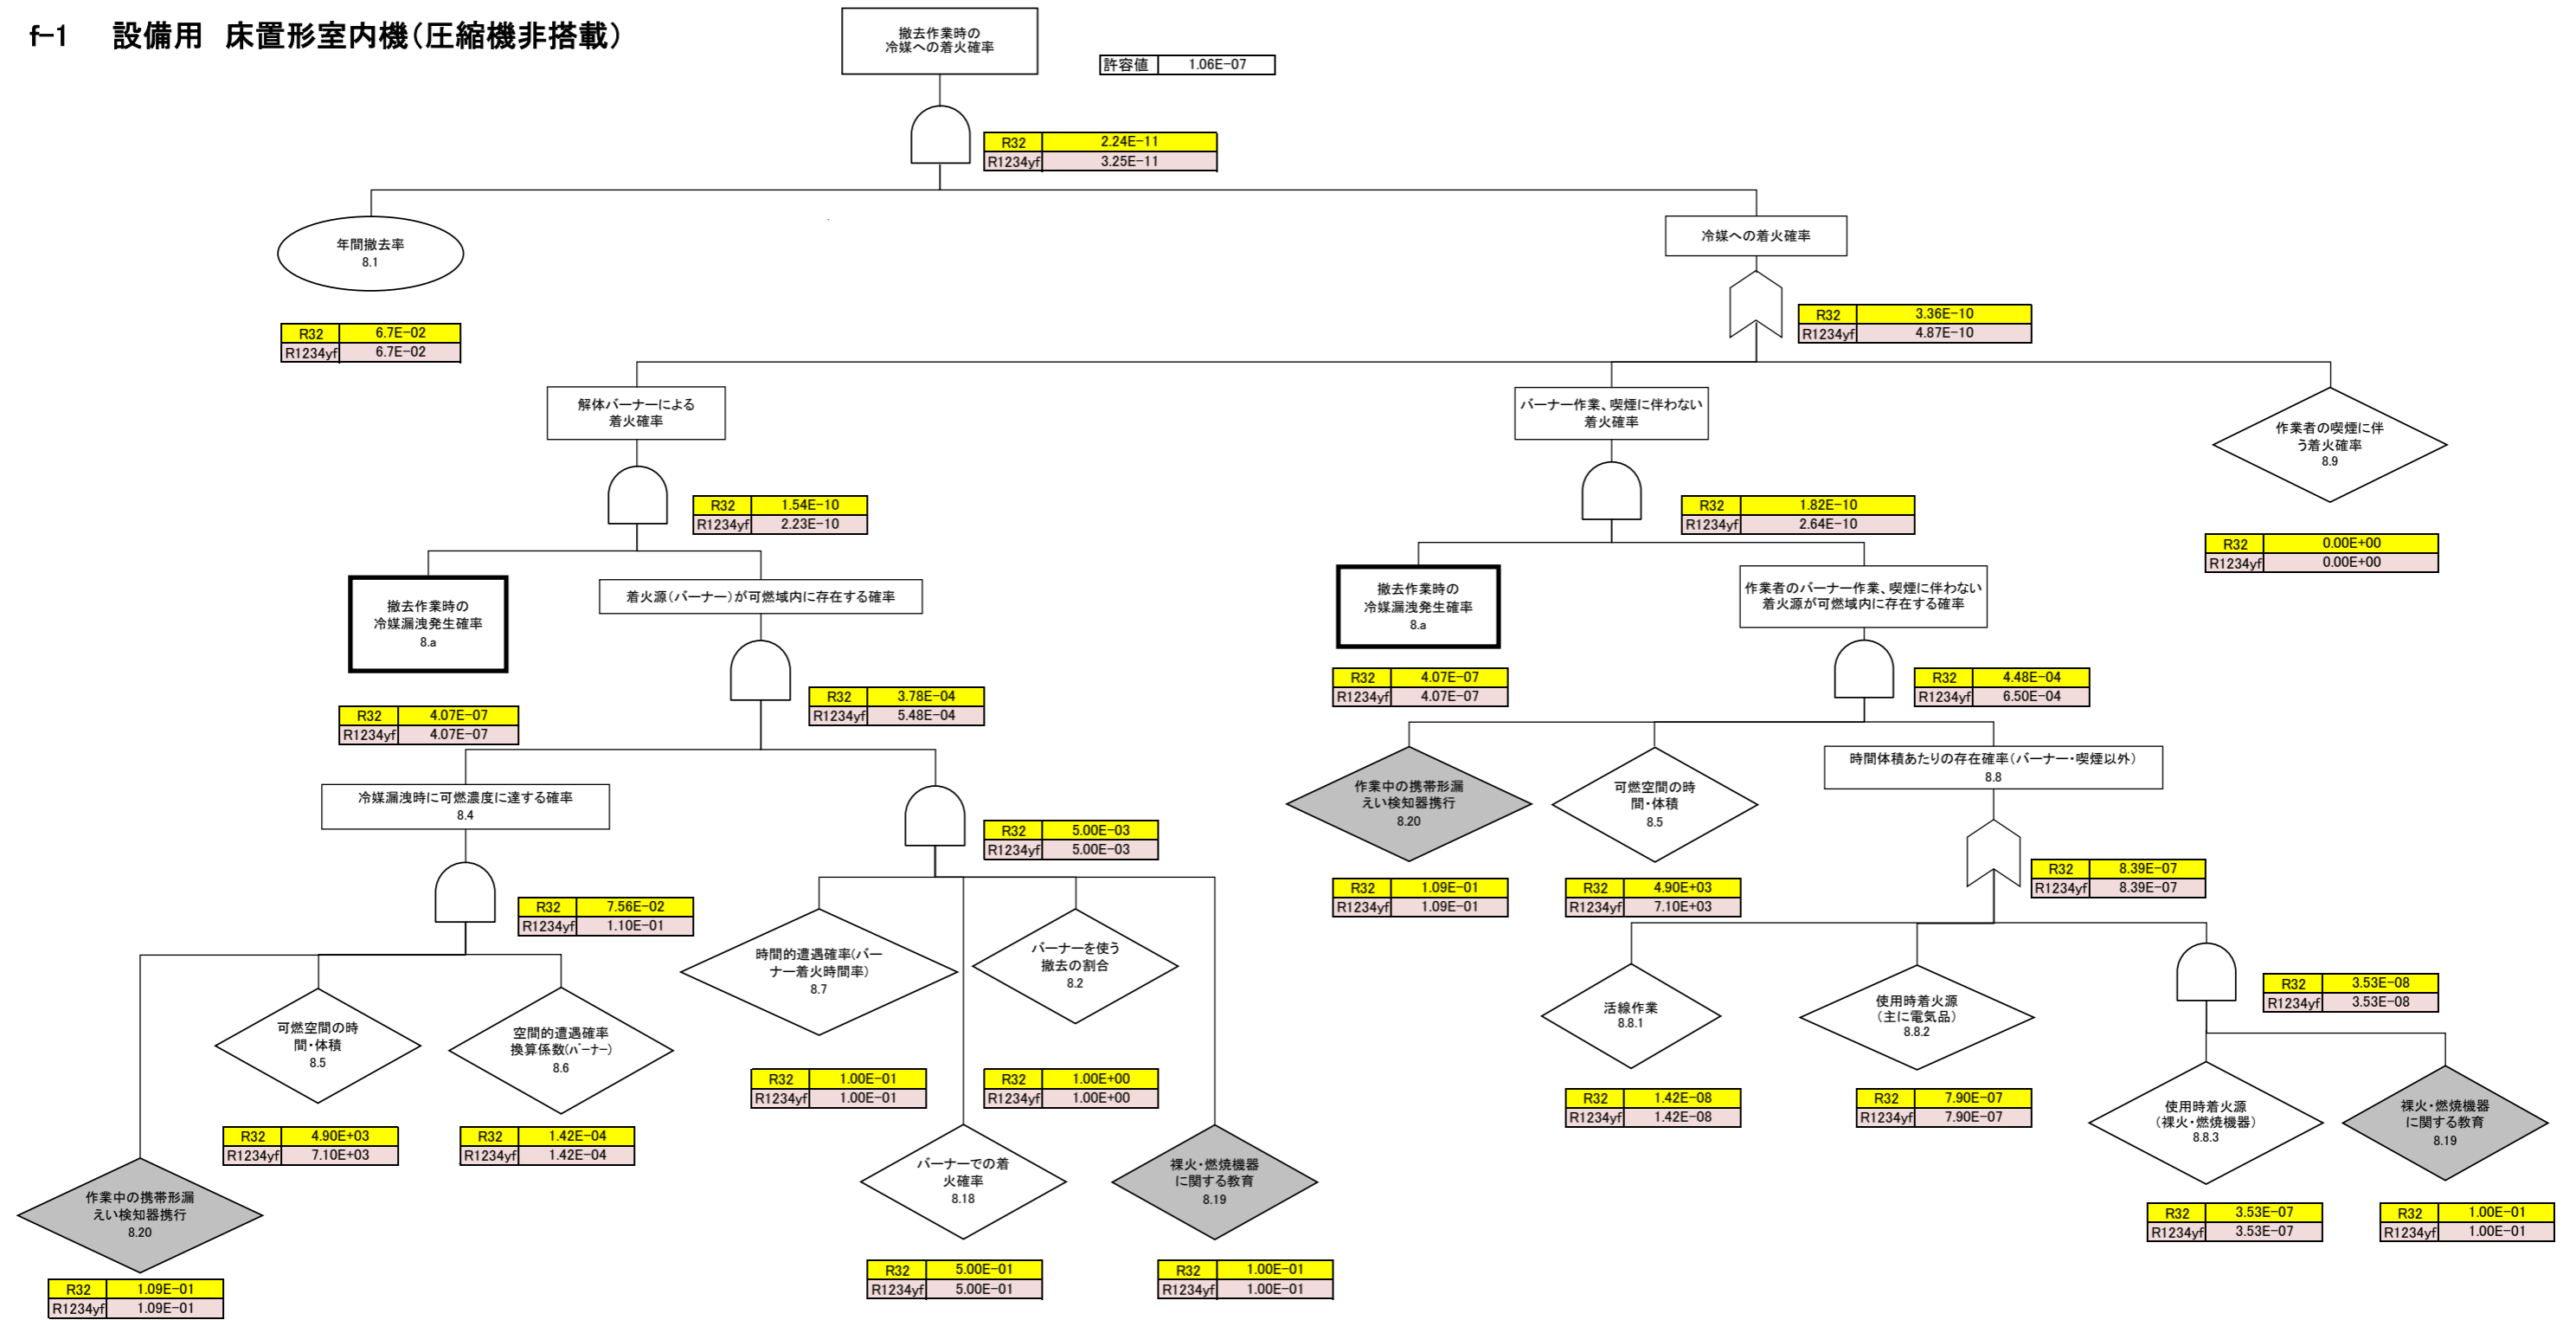 f-1 設備用 床置形室内機(圧縮機非搭載)
撤去作業時の
冷媒への着火確率
許容値 1.06E-07
R32 2.24E-11
R1234yf 3.25E-11
年間撤去率
8.1
R32 6.7E-02
R1234yf 6.7E-02
冷媒への着火確率
R32 3.36E-10
R1234yf 4.87E-10
解体バーナーによる
着火確率
R32 1.54E-10
R1234yf 2.23E-10
バーナー作業、喫煙に伴わない
着火確率
R32 1.82E-10
R1234yf 2.64E-10
作業者の喫煙に伴
う着火確率
8.9
R32 0.00E+00
R1234yf 0.00E+00
撤去作業時の
冷媒漏洩発生確率
8.a
R32 4.07E-07
R1234yf 4.07E-07
着火源(バーナー)が可燃域内に存在する確率
R32 3.78E-04
R1234yf 5.48E-04
撤去作業時の
冷媒漏洩発生確率
8.a
R32 4.07E-07
R1234yf 4.07E-07
作業者のバーナー作業、喫煙に伴わない
着火源が可燃域内に存在する確率
R32 4.48E-04
R1234yf 6.50E-04
冷媒漏洩時に可燃濃度に達する確率
8.4
R32 7.56E-02
R1234yf 1.10E-01
R32 5.00E-03
R1234yf 5.00E-03
作業中の携帯形漏
えい検知器携行
8.20
R32 1.09E-01
R1234yf 1.09E-01
可燃空間の時
間・体積
8.5
R32 4.90E+03
R1234yf 7.10E+03
時間体積あたりの存在確率(バーナー・喫煙以外)
8.8
R32 8.39E-07
R1234yf 8.39E-07
可燃空間の時
間・体積
8.5
R32 4.90E+03
R1234yf 7.10E+03
空間的遭遇確率
換算係数(バーナー)
8.6
R32 1.42E-04
R1234yf 1.42E-04
時間的遭遇確率(バー
ナー着火時間率)
8.7
R32 1.00E-01
R1234yf 1.00E-01
バーナーを使う
撤去の割合
8.2
R32 1.00E+00
R1234yf 1.00E+00
活線作業
8.8.1
R32 1.42E-08
R1234yf 1.42E-08
使用時着火源
(主に電気品)
8.8.2
R32 7.90E-07
R1234yf 7.90E-07
R32 3.53E-08
R1234yf 3.53E-08
作業中の携帯形漏
えい検知器携行
8.20
R32 1.09E-01
R1234yf 1.09E-01
バーナーでの着
火確率
8.18
R32 5.00E-01
R1234yf 5.00E-01
裸火・燃焼機器
に関する教育
8.19
R32 1.00E-01
R1234yf 1.00E-01
使用時着火源
(裸火・燃焼機器)
8.8.3
R32 3.53E-07
R1234yf 3.53E-07
裸火・燃焼機器
に関する教育
8.19
R32 1.00E-01
R1234yf 1.00E-01